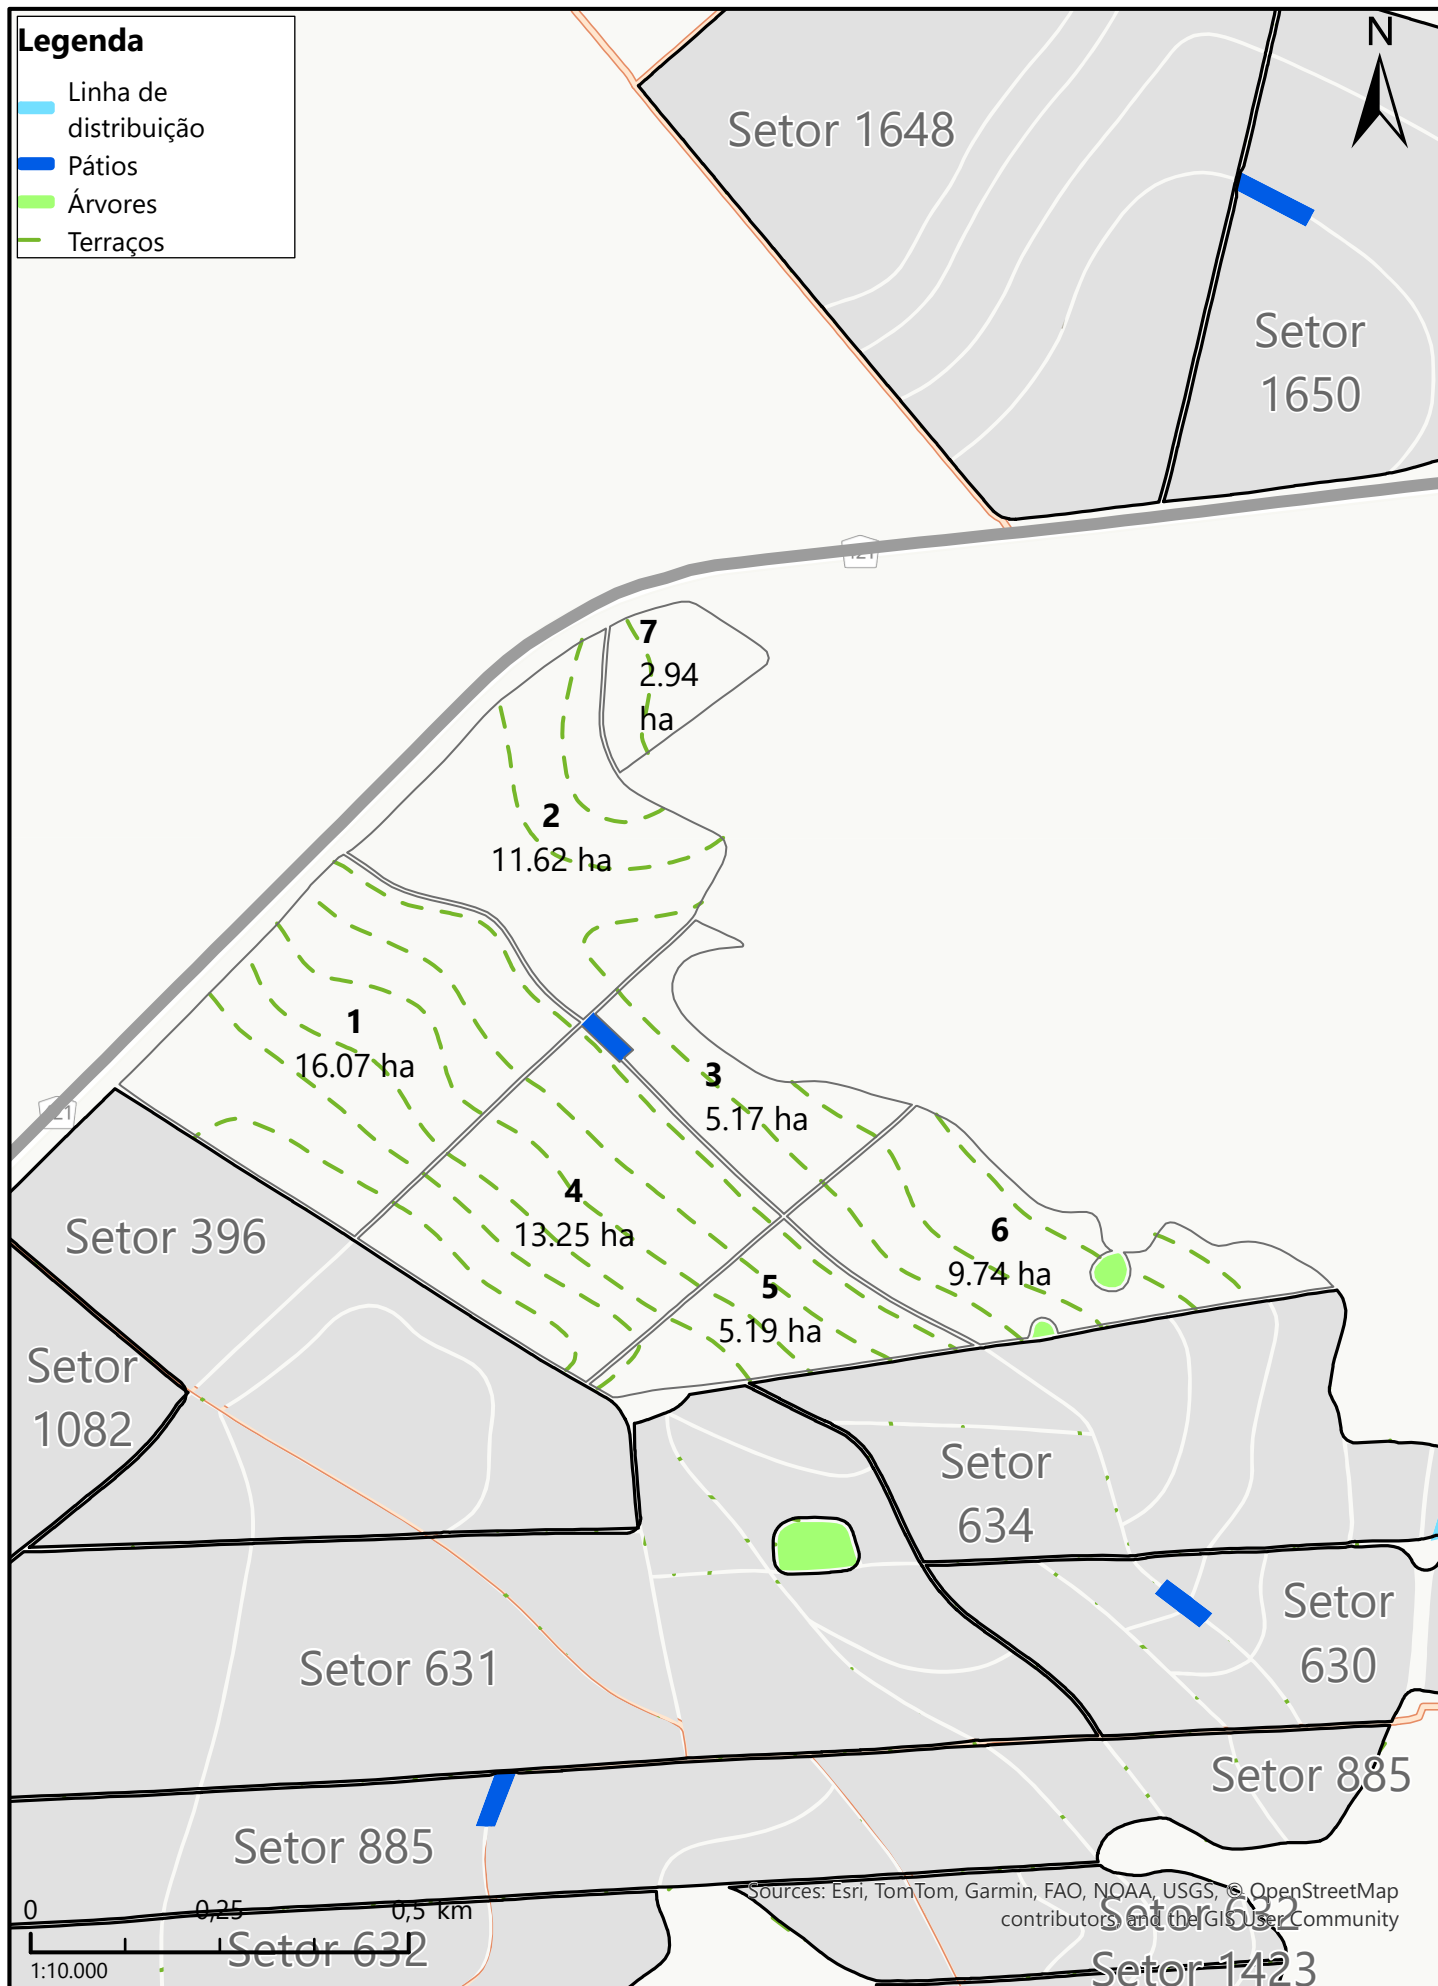 Legenda
Linha de
distribuição
Pátios
Árvores
Terraços
N
Setor 1648
Setor
1650
7
2.94
ha
2
11.62 ha
1
16.07 ha
3
5.17 ha
4
13.25 ha
6
9.74 ha
5
5.19 ha
Setor 396
Setor
1082
Setor
634
Setor
630
Setor 631
Setor 885
Setor 885
Sources: Esri, TomTom, Garmin, FAO, NOAA, USGS, © OpenStreetMap
contributors, and the GIS User Community
0 0,25 0,5 km
1:10.000
Setor 632
Setor 632
Setor 1423